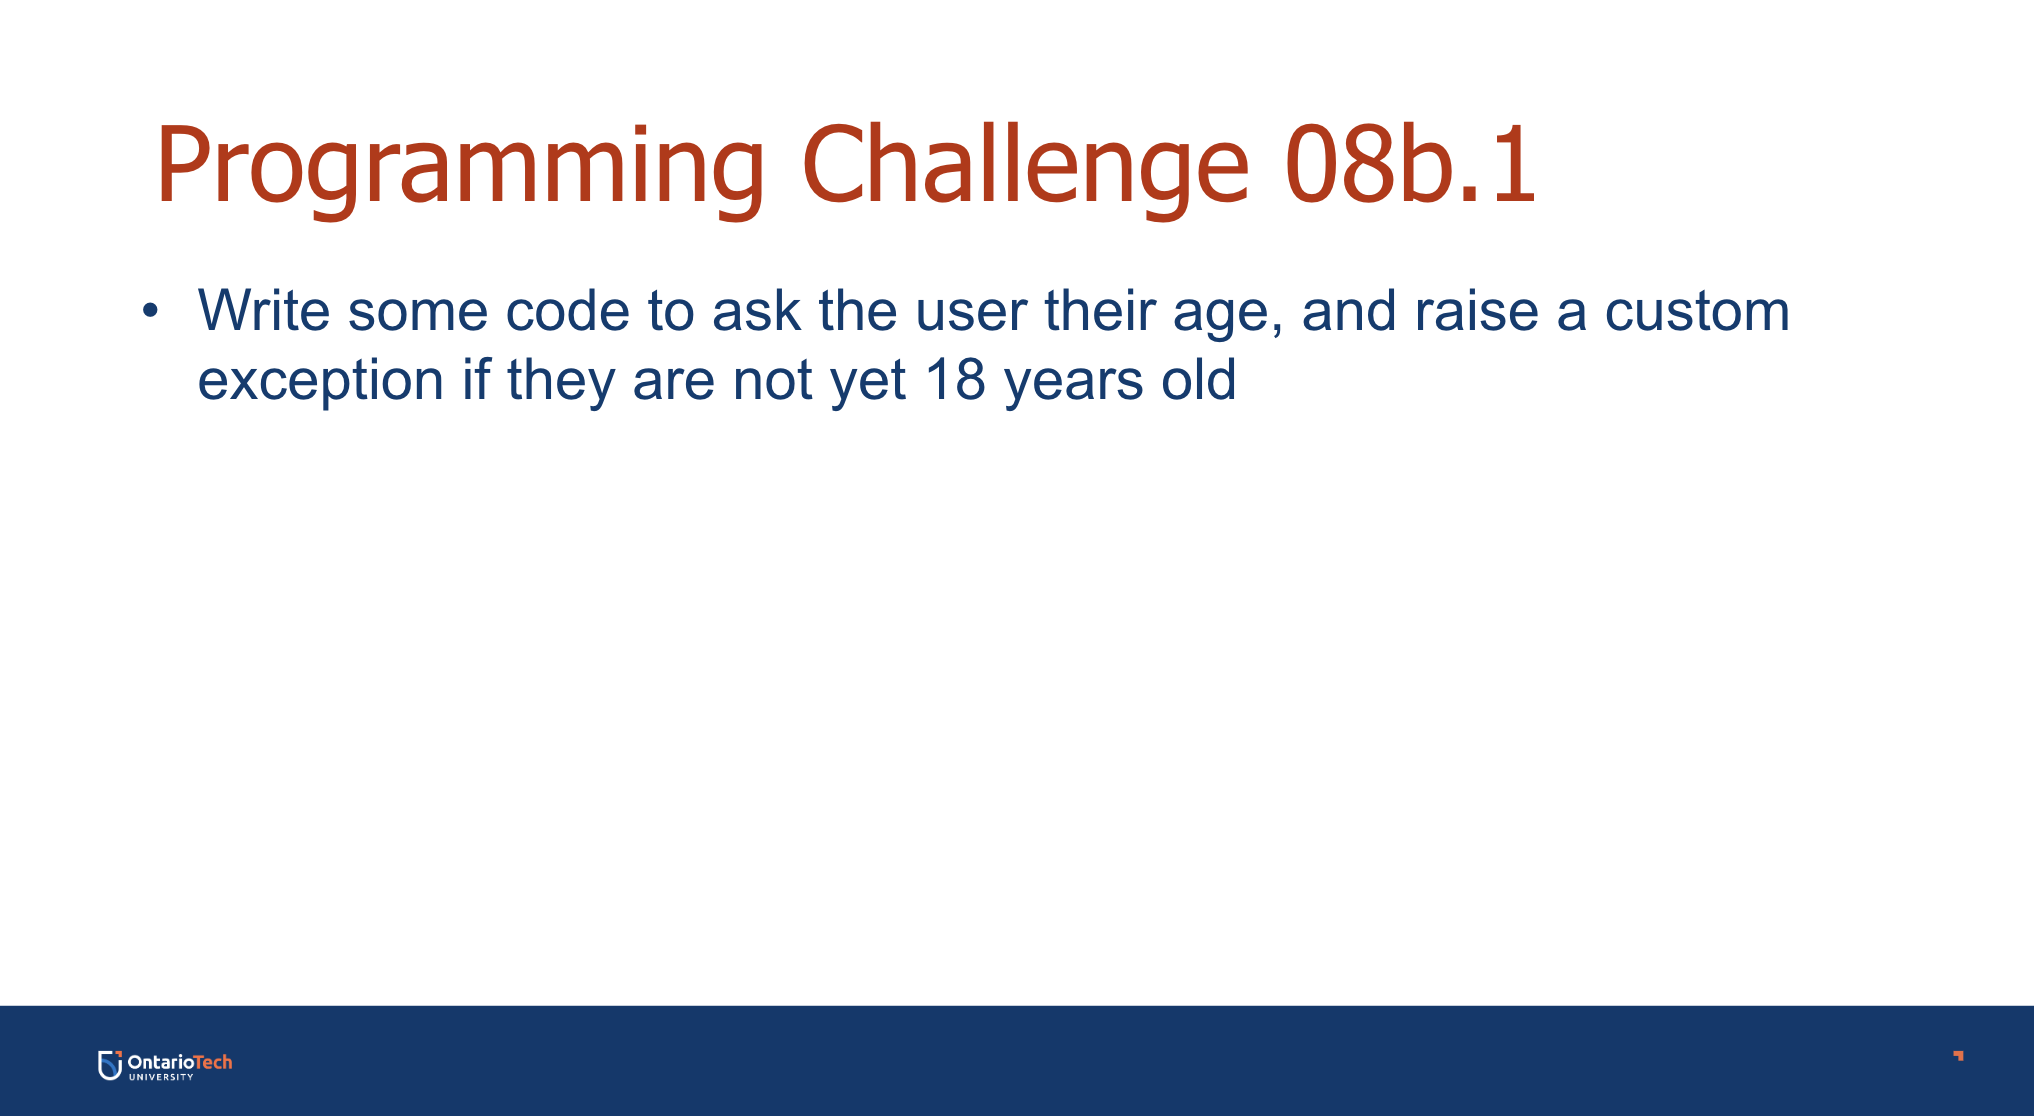 Programming Challenge 08b.1
• Write some code to ask the user their age, and raise a custom
exception if they are not yet 18 years old
OntarioTech
UNIVERSITY